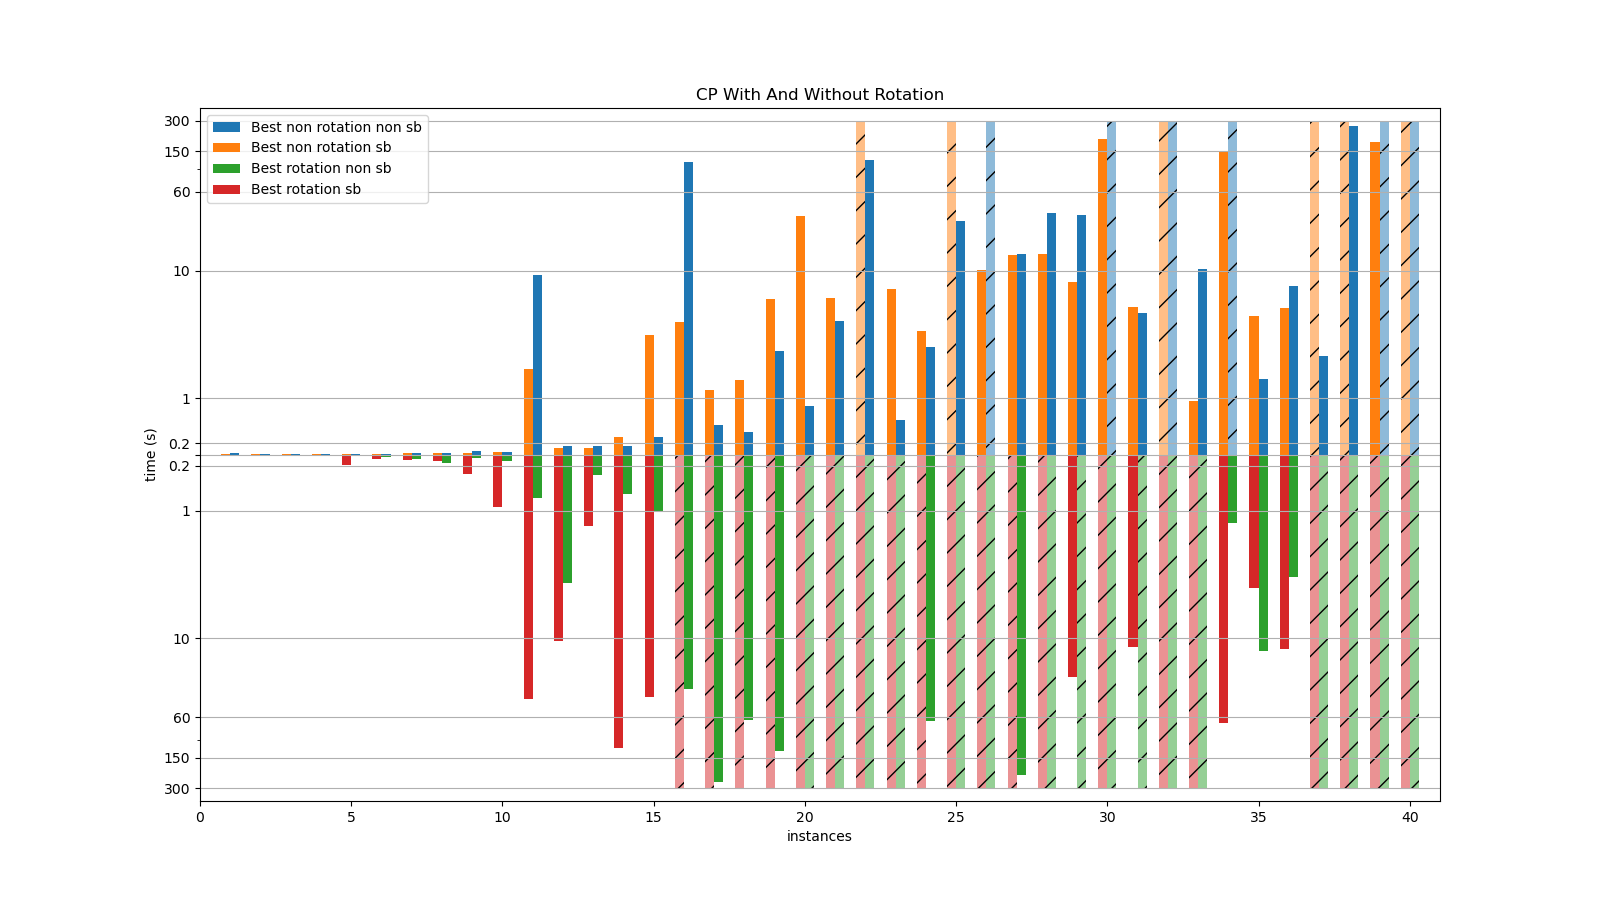 CP With And Without Rotation
Best non rotation non sb
Best non rotation sb
Best rotation non sb
Best rotation sb
300
150
60
10
1
0.2
0.2
1
10
60
150
300
time (s)
0 5 10 15 20 25 30 35 40
instances